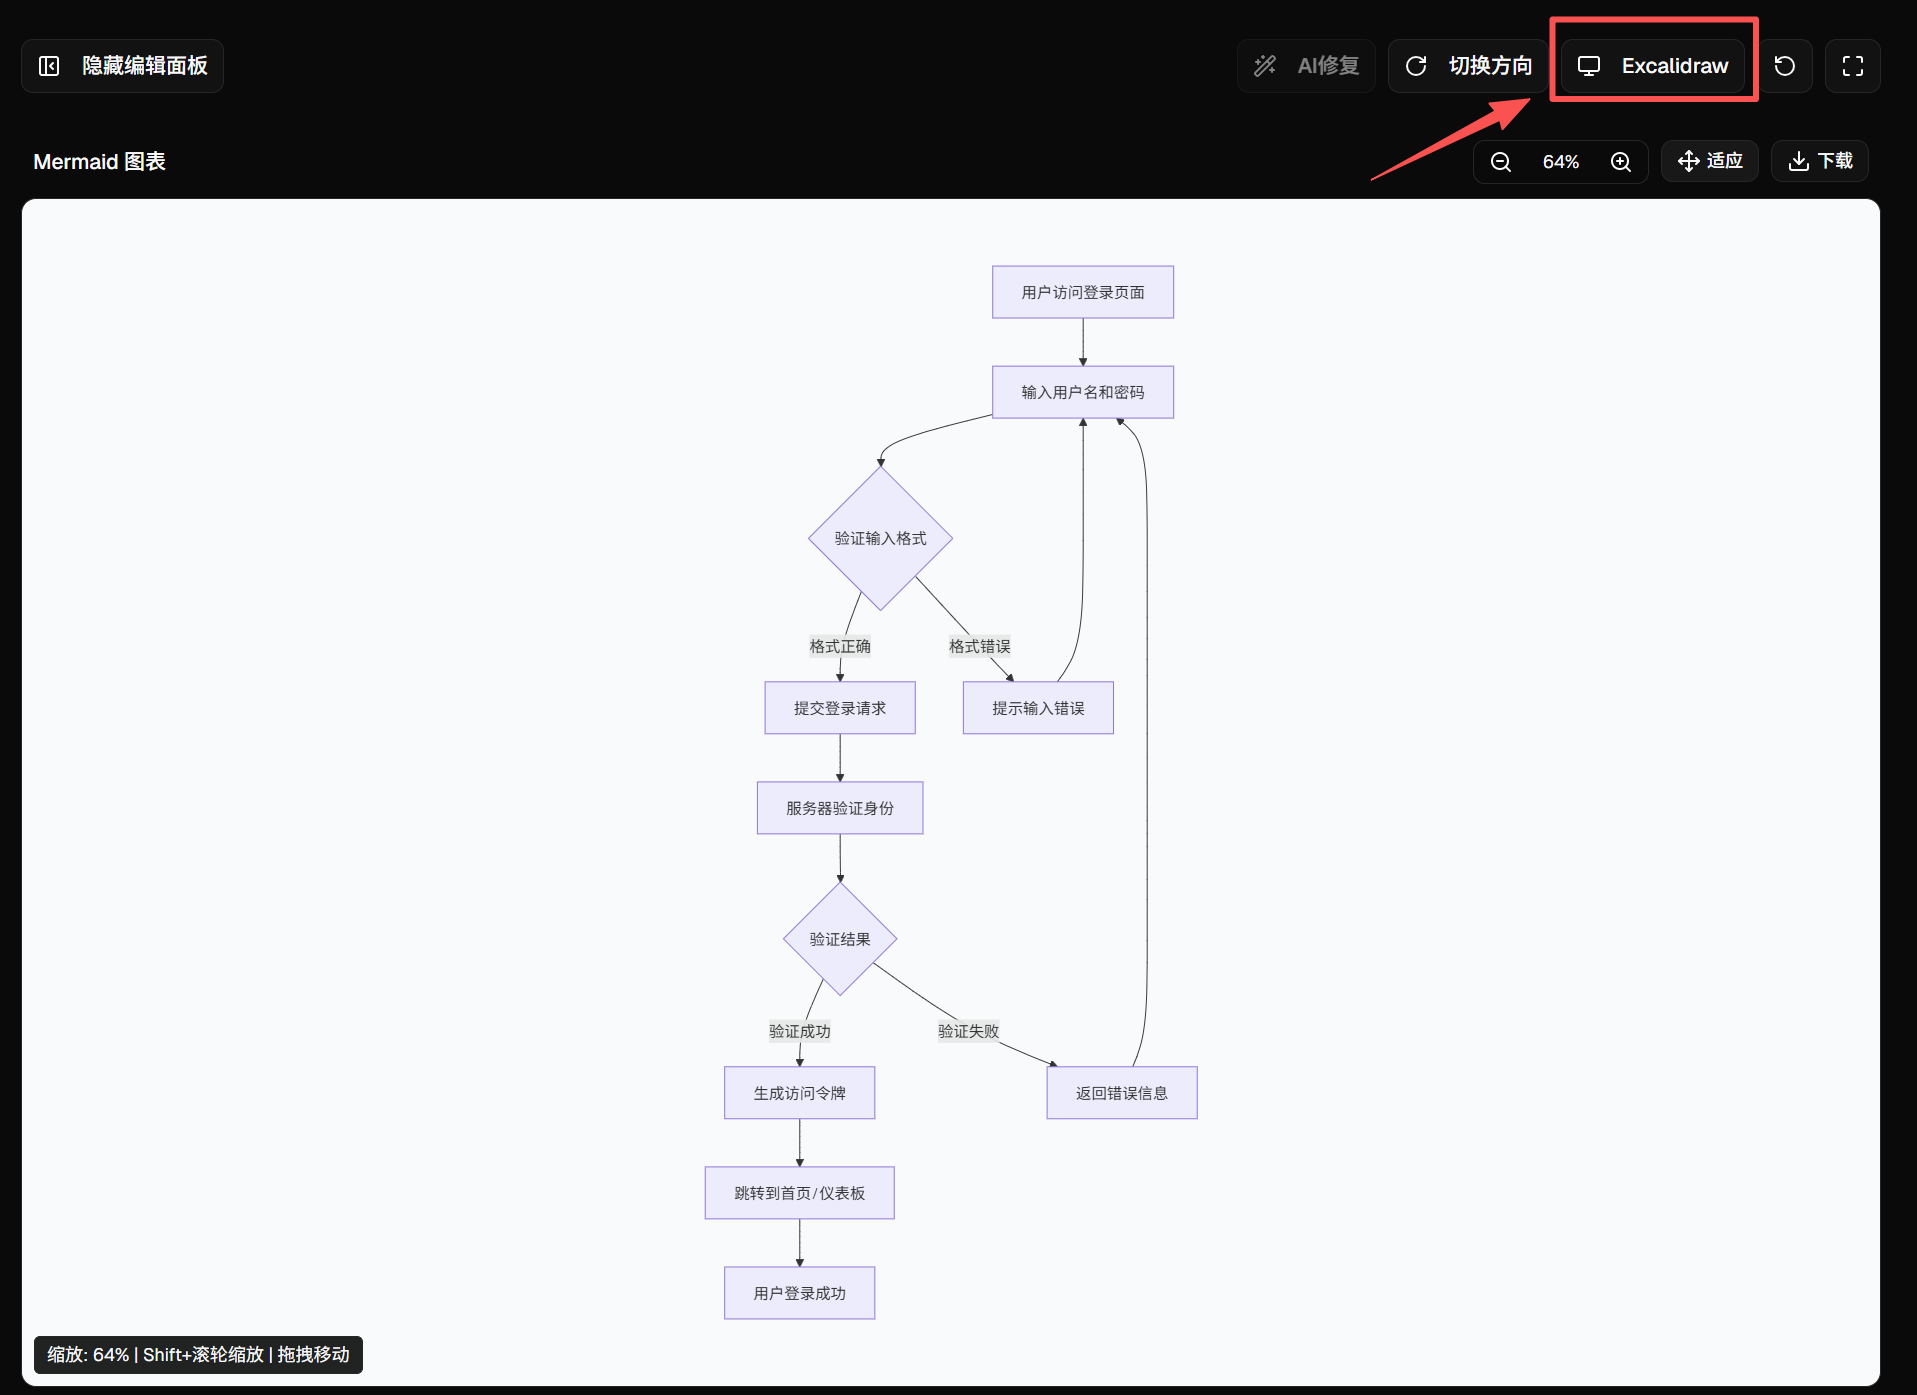 隐藏编辑面板
AI修复
切换方向
Excalidraw
Mermaid 图表
64%
适应
下载
用户访问登录页面
输入用户名和密码
验证输入格式
格式正确
格式错误
提交登录请求
提示输入错误
服务器验证身份
验证结果
验证成功
验证失败
生成访问令牌
返回错误信息
跳转到首页/仪表板
用户登录成功
缩放: 64% | Shift+滚轮缩放 | 拖拽移动